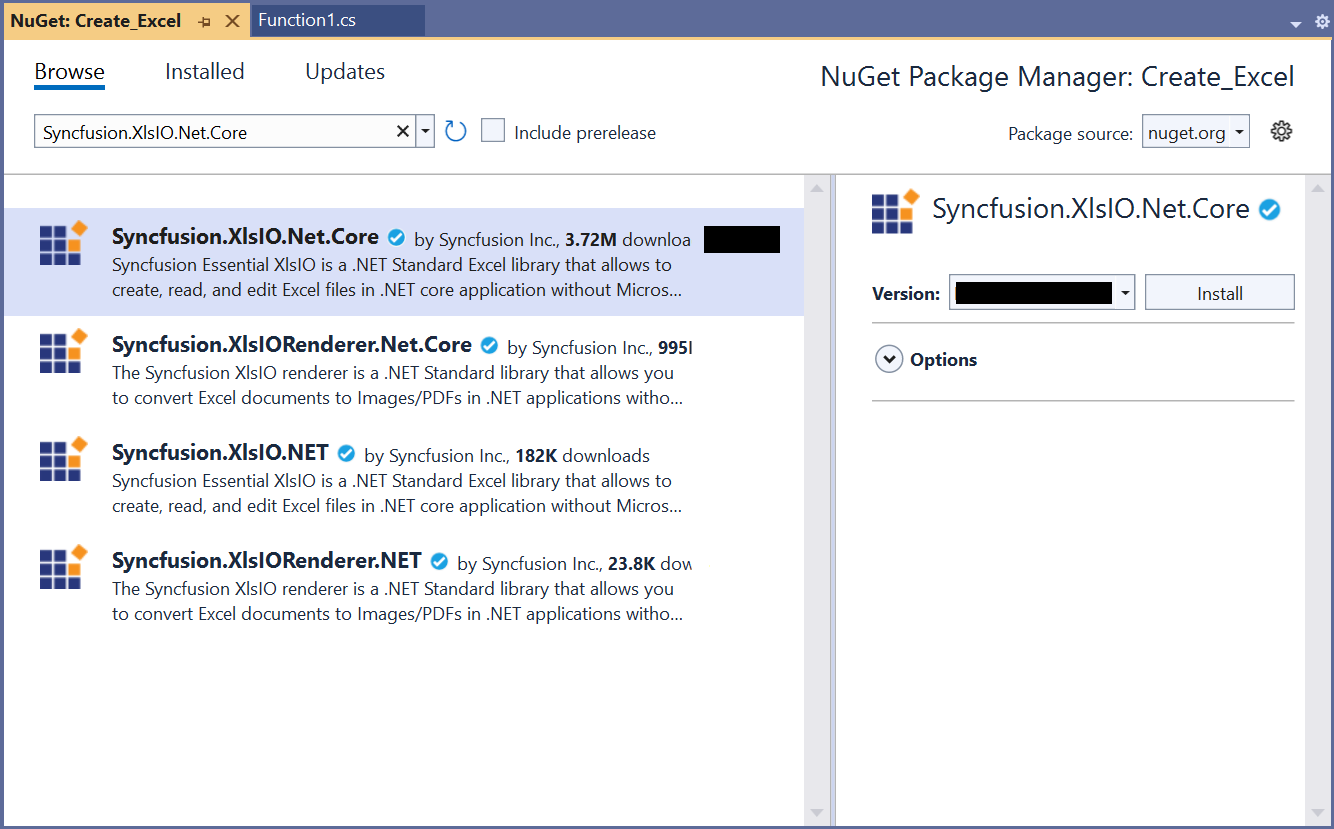 NuGet: Create_Excel
Function1.cs
Browse
Installed
Updates
NuGet Package Manager: Create_Excel
Syncfusion.XlsIO.Net.Core
Include prerelease
Package source: nuget.org
Syncfusion.XlsIO.Net.Core by Syncfusion Inc., 3.72M downloa
Syncfusion Essential XlsIO is a .NET Standard Excel library that allows to
create, read, and edit Excel files in .NET core application without Micros...
Syncfusion.XlsIORenderer.Net.Core by Syncfusion Inc.,
The Syncfusion XlsIO renderer is a .NET Standard library that allows you
to convert Excel documents to Images/PDFs in .NET applications witho...
Syncfusion.XlsIO.NET by Syncfusion Inc., 182K downloads
Syncfusion Essential XlsIO is a .NET Standard Excel library that allows to
create, read, and edit Excel files in .NET core application without Micros...
Syncfusion.XlsIORenderer.NET by Syncfusion Inc., 23.8K dow
The Syncfusion XlsIO renderer is a .NET Standard library that allows you
to convert Excel documents to Images/PDFs in .NET applications witho...
Syncfusion.XlsIO.Net.Core
Version:
Install
Options